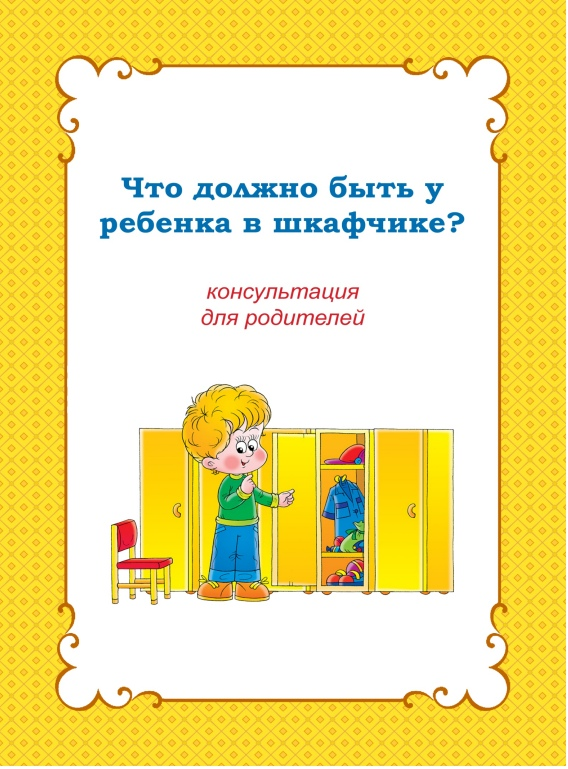 Что должно быть у
ребенка в шкафчике?
консультация
для родителей